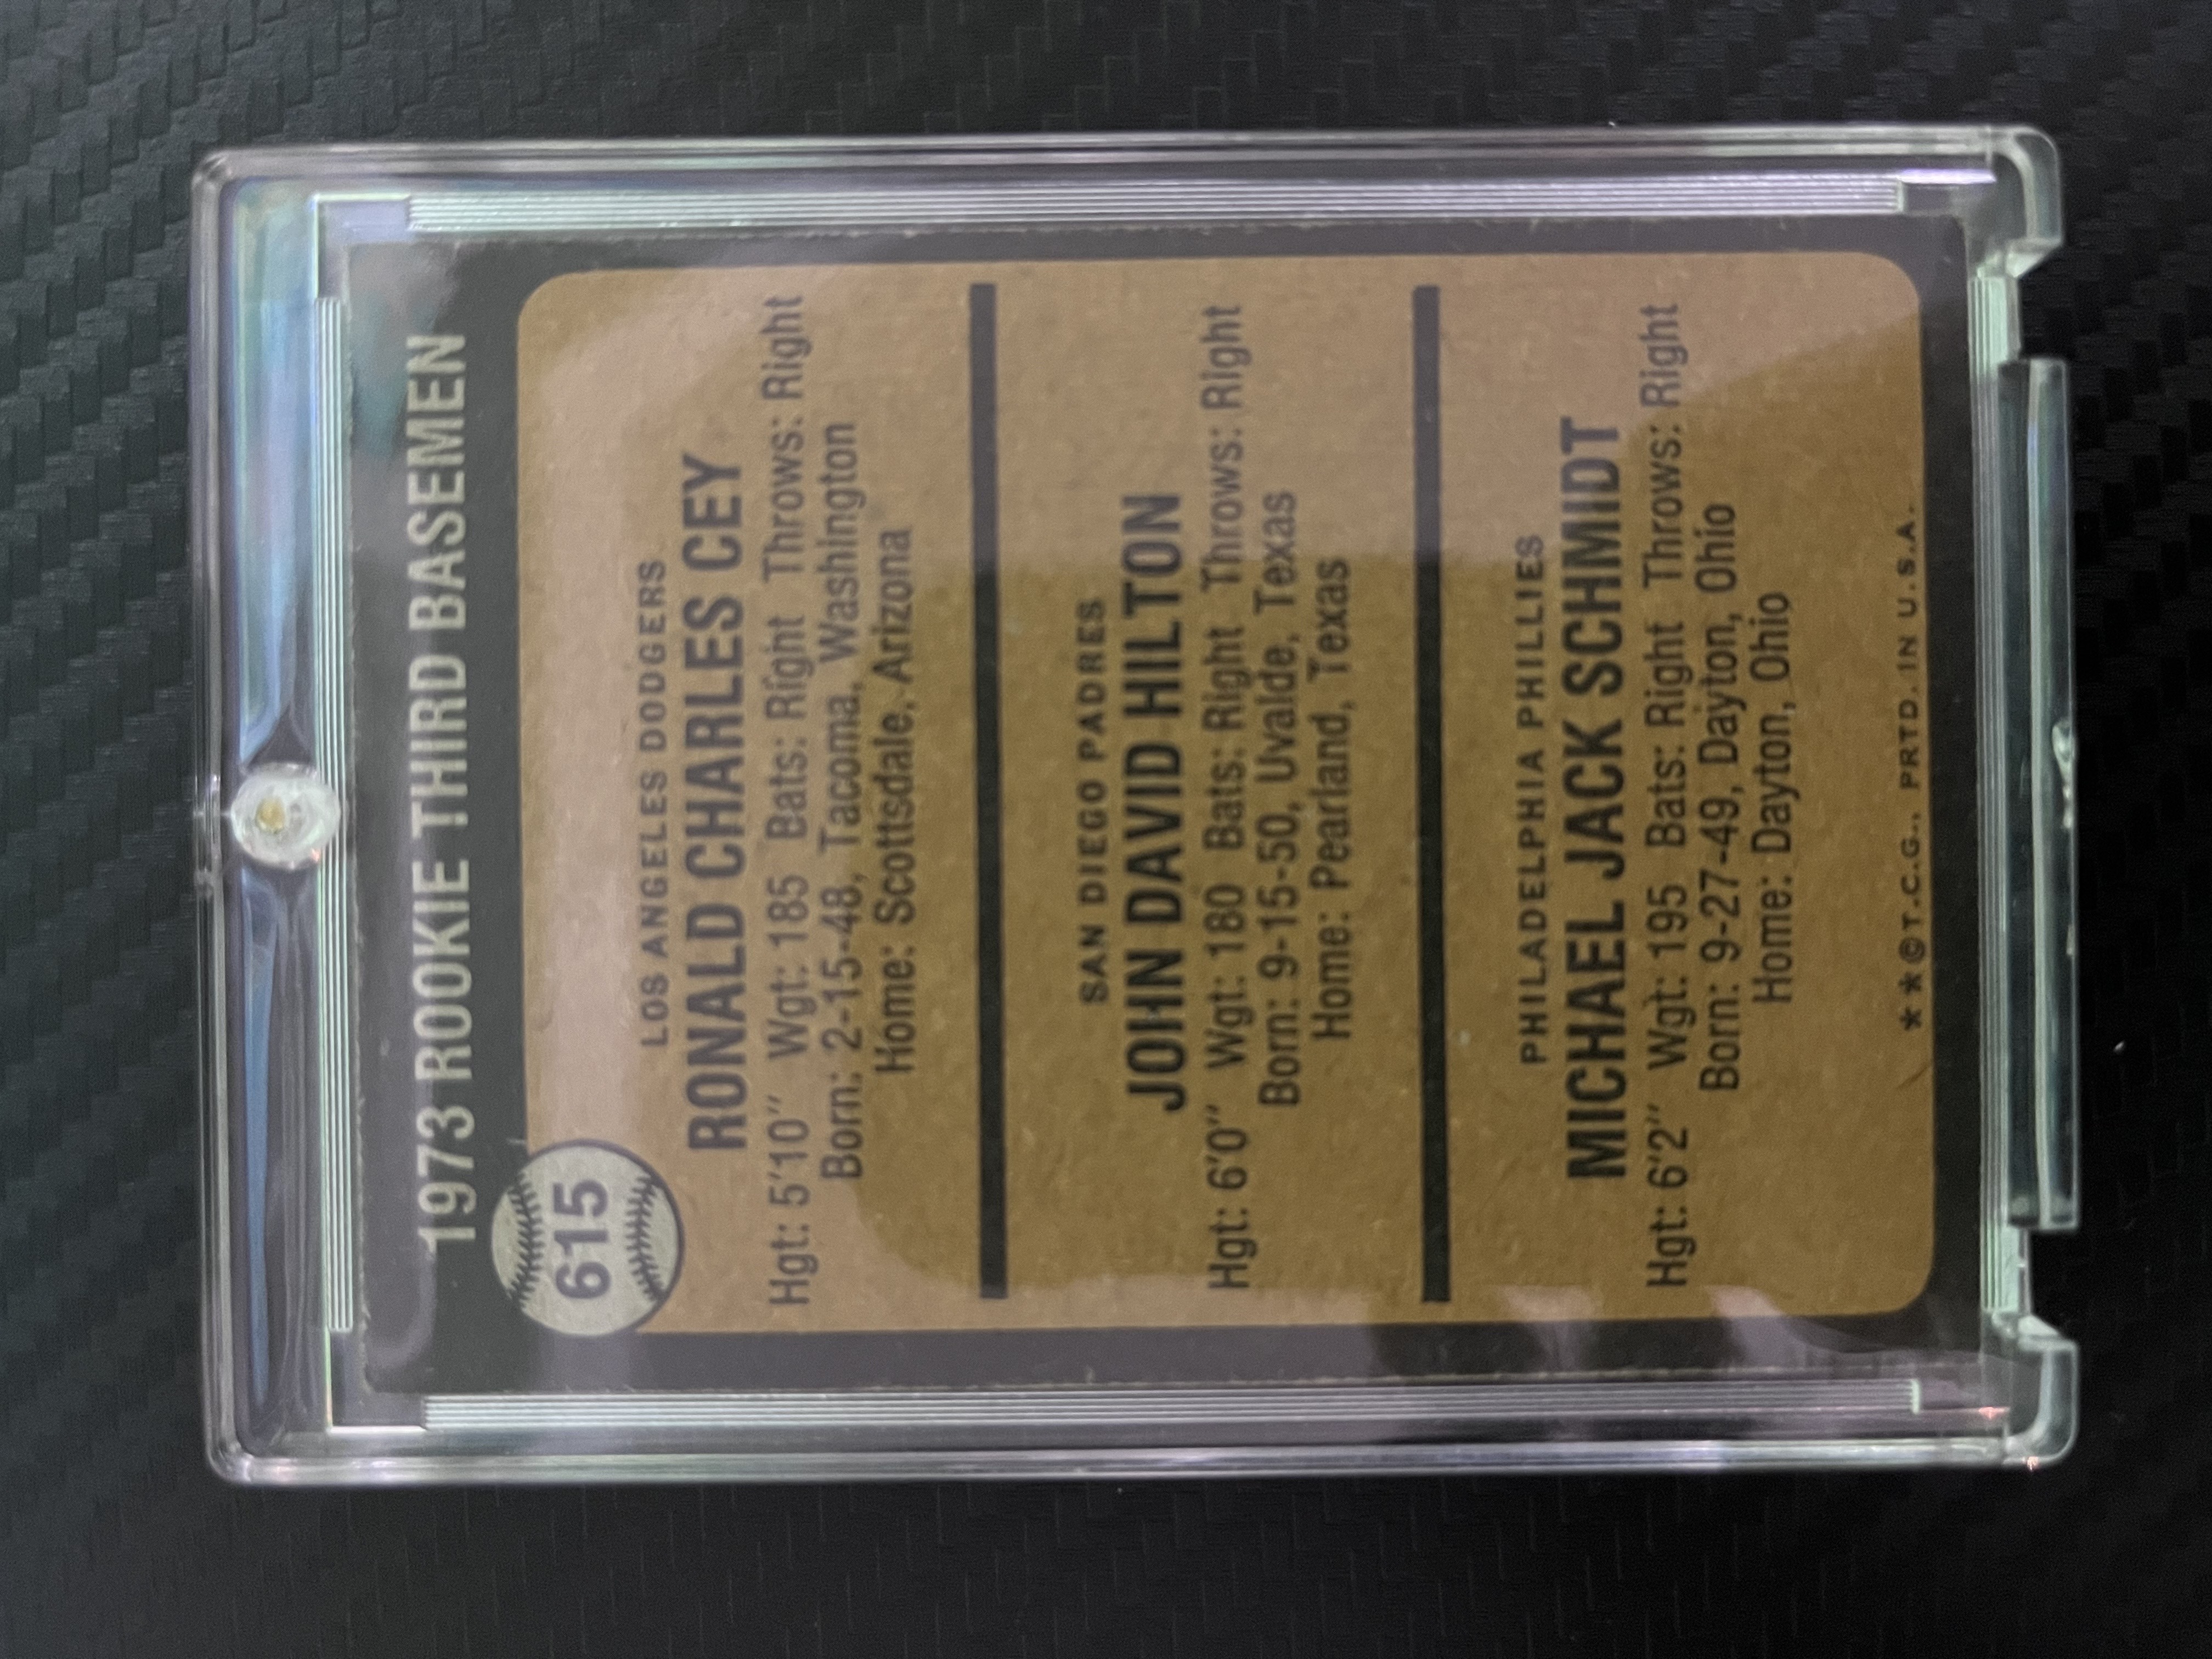 1973 ROOKIE THIRD BASEMEN
615
LOS ANGELES DODGERS
RONALD CHARLES CEY
Hgt: 5'10" Wgt: 185 Bats: Right Throws: Right
Born: 2-15-48, Tacoma, Washington
Home: Scottsdale, Arizona
SAN DIEGO PADRES
JOHN DAVID HILTON
Hgt: 6'0" Wgt: 180 Bats: Right Throws: Right
Born: 9-15-50, Uvalde, Texas
Home: Pearland, Texas
PHILADELPHIA PHILLIES
MICHAEL JACK SCHMIDT
Hgt: 6'2" Wgt: 195 Bats: Right Throws: Right
Born: 9-27-49, Dayton, Ohio
Home: Dayton, Ohio
**©T.C.G., PRTD. IN U.S.A.